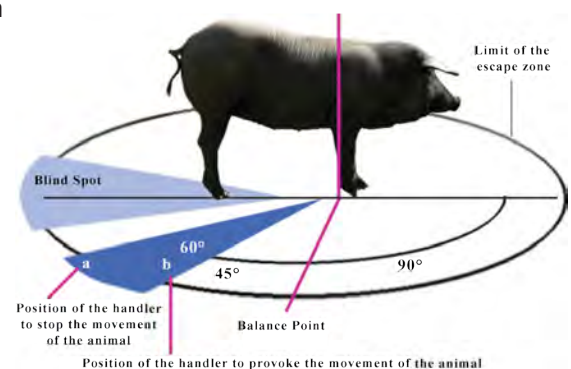 a
Limit of the
escape zone
Blind Spot
60°
a
b
45°
90°
Position of the handler
to stop the movement
of the animal
Balance Point
Position of the handler to provoke the movement of the animal